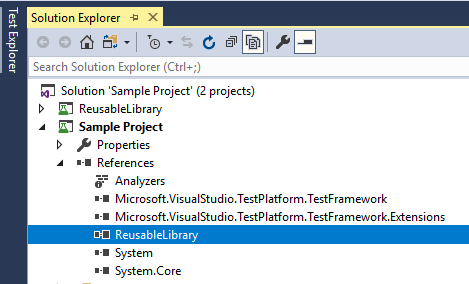 Test Explorer
Solution Explorer
Search Solution Explorer (Ctrl+;)
Solution 'Sample Project' (2 projects)
ReusableLibrary
Sample Project
Properties
References
Analyzers
Microsoft.VisualStudio.TestPlatform.TestFramework
Microsoft.VisualStudio.TestPlatform.TestFramework.Extensions
ReusableLibrary
System
System.Core